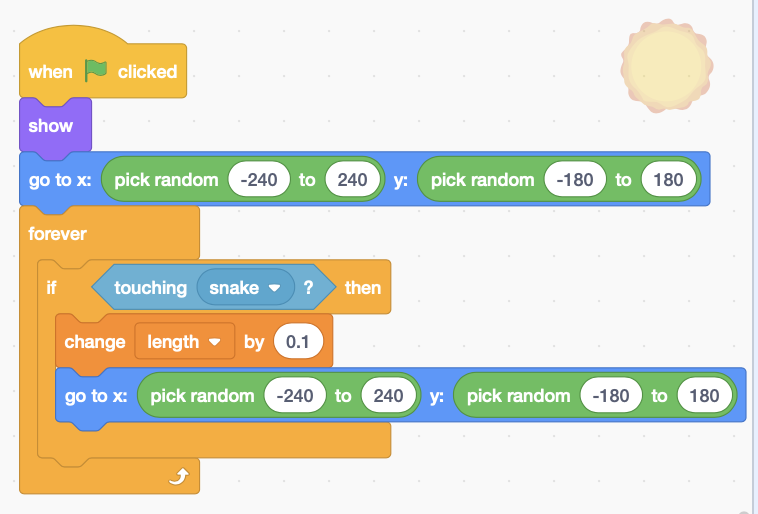 when clicked
show
go to x: pick random -240 to 240 y: pick random -180 to 180
forever
if touching snake ? then
change length by 0.1
go to x: pick random -240 to 240 y: pick random -180 to 180